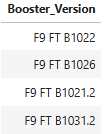 Booster_Version
F9 FT B1022
F9 FT B1026
F9 FT B1021.2
F9 FT B1031.2